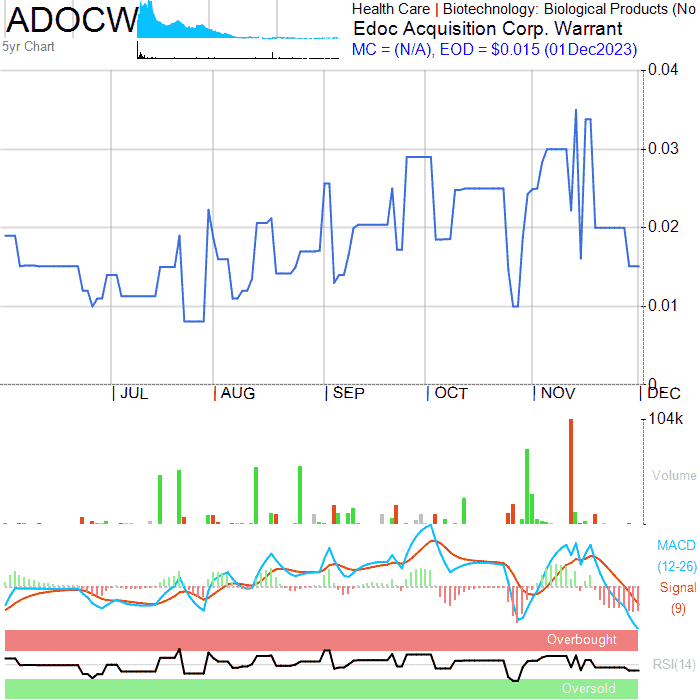 ADOCW
5yr Chart
Health Care | Biotechnology: Biological Products (No
Edoc Acquisition Corp. Warrant
MC = (N/A), EOD = $0.015 (01Dec2023)
0.04
0.03
0.02
0.01
0
JUL AUG SEP OCT NOV DEC
104k
Volume
MACD
(12-26)
Signal
(9)
Overbought
RSI(14)
Oversold